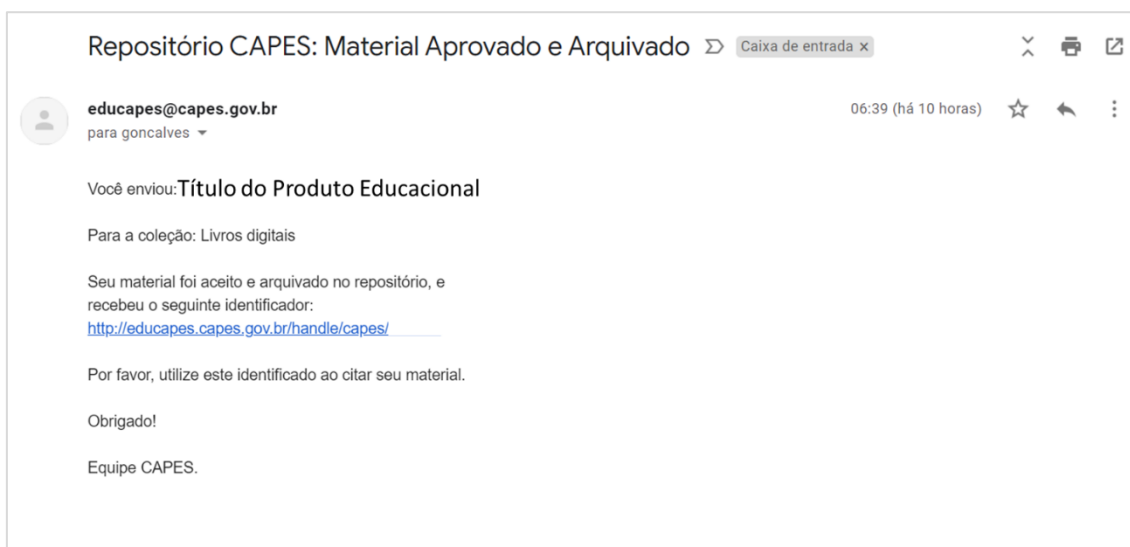 Repositório CAPES: Material Aprovado e Arquivado Caixa de entrada x
educapes@capes.gov.br 06:39 (há 10 horas)
para goncalves
Você enviou:Título do Produto Educacional
Para a coleção: Livros digitais
Seu material foi aceito e arquivado no repositório, e
recebeu o seguinte identificador:
http://educapes.capes.gov.br/handle/capes/
Por favor, utilize este identificado ao citar seu material.
Obrigado!
Equipe CAPES.